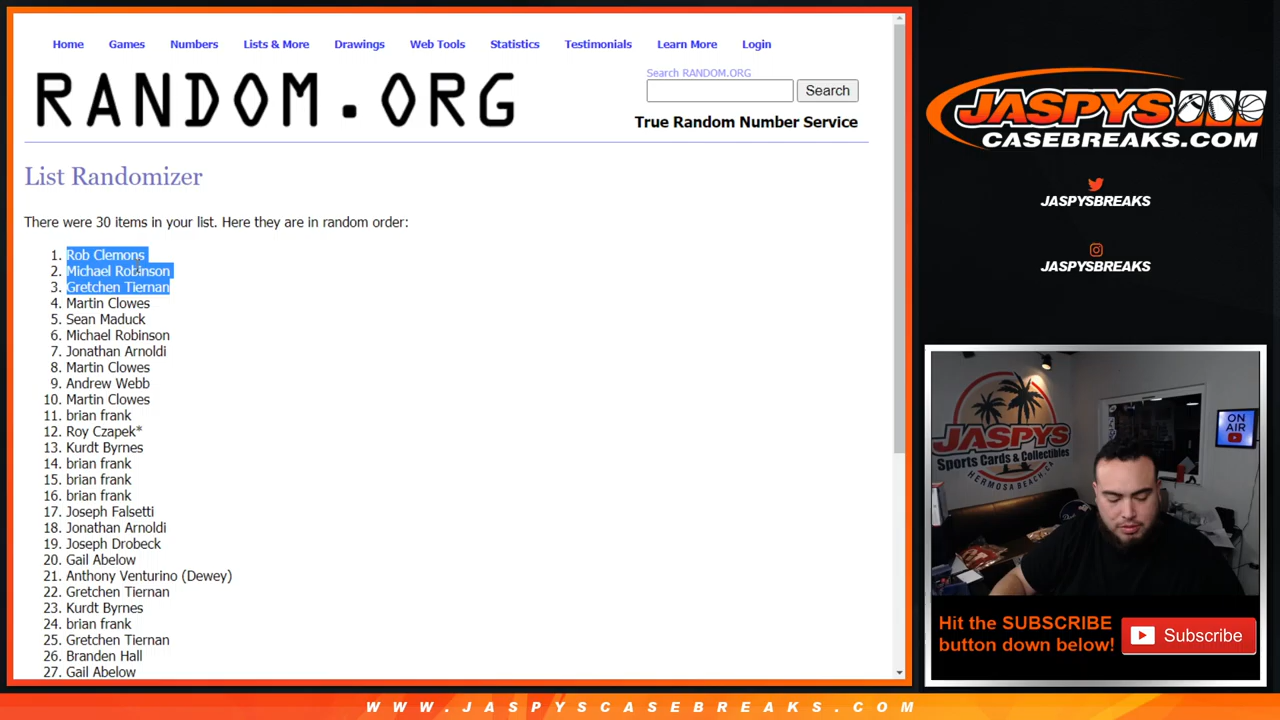 Home Games Numbers Lists & More Drawings Web Tools Statistics Testimonials Learn More Login
RANDOM.ORG
Search RANDOM.ORG
Search
True Random Number Service
List Randomizer
There were 30 items in your list. Here they are in random order:
1. Rob Clemons
2. Michael Robinson
3. Gretchen Tiernan
4. Martin Clowes
5. Sean Maduck
6. Michael Robinson
7. Jonathan Arnoldi
8. Martin Clowes
9. Andrew Webb
10. Martin Clowes
11. brian frank
12. Roy Czapek*
13. Kurdt Byrnes
14. brian frank
15. brian frank
16. brian frank
17. Joseph Falsetti
18. Jonathan Arnoldi
19. Joseph Drobeck
20. Gail Abelow
21. Anthony Venturino (Dewey)
22. Gretchen Tiernan
23. Kurdt Byrnes
24. brian frank
25. Gretchen Tiernan
26. Branden Hall
27. Gail Abelow
JASPYS
CASEBREAKS.COM
JASPYSBREAKS
JASPYSBREAKS
JASPYS
Sports Cards & Collectibles
HERMOSA BEACH, CA
ON AIR
Hit the SUBSCRIBE
button down below!
Subscribe
WWW.JASPYSCASEBREAKS.COM